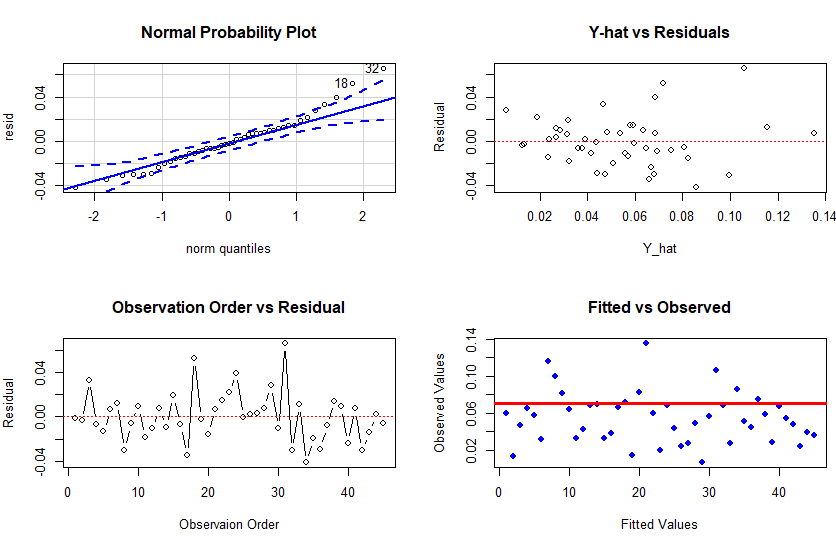 Normal Probability Plot
resid
-0.04 0.00 0.04
18
32
-2 -1 0 1 2
norm quantiles
Y-hat vs Residuals
Residual
-0.04 0.00 0.04
0.02 0.04 0.06 0.08 0.10 0.12 0.14
Y_hat
Observation Order vs Residual
Residual
-0.04 0.00 0.04
0 10 20 30 40
Observaion Order
Fitted vs Observed
Observed Values
0.02 0.06 0.10 0.14
0 10 20 30 40
Fitted Values